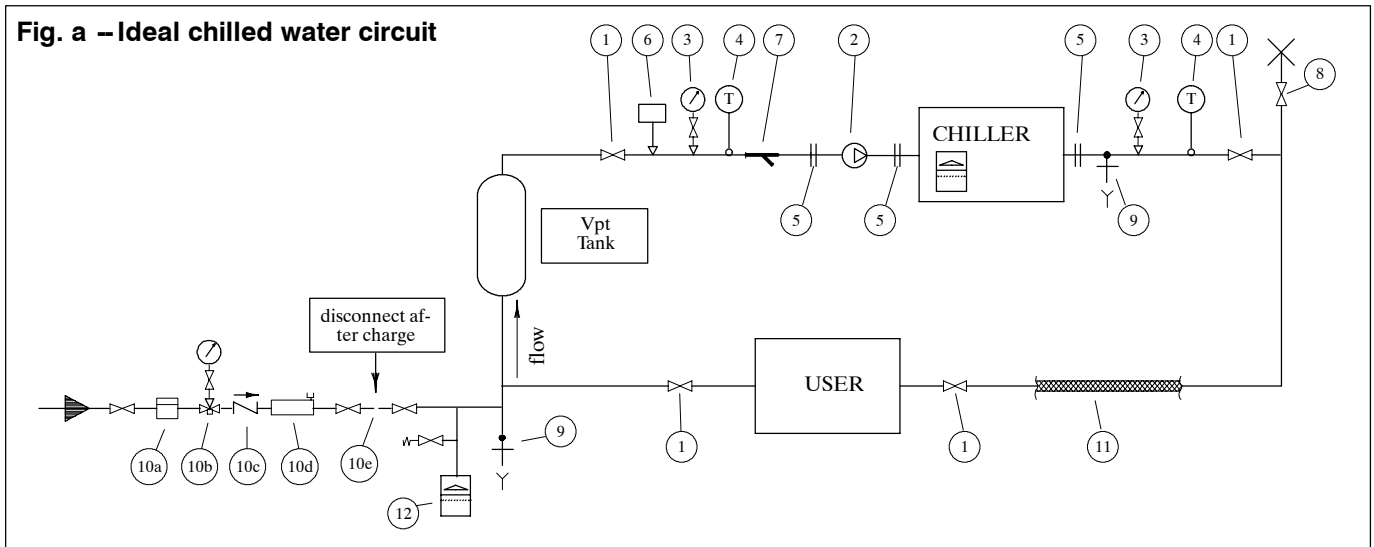 Fig. a -- Ideal chilled water circuit
1
6
3
4
7
2
5
3
4
1
8
T
T
CHILLER
5
5
9
Vpt
Tank
disconnect af-
ter charge
flow
USER
10a
10b
10c
10d
10e
9
1
1
11
12